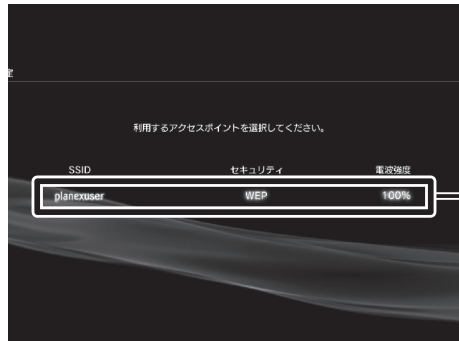 定
利用するアクセスポイントを選択してください。
SSID セキュリティ 電波強度
planexuser WEP 100%